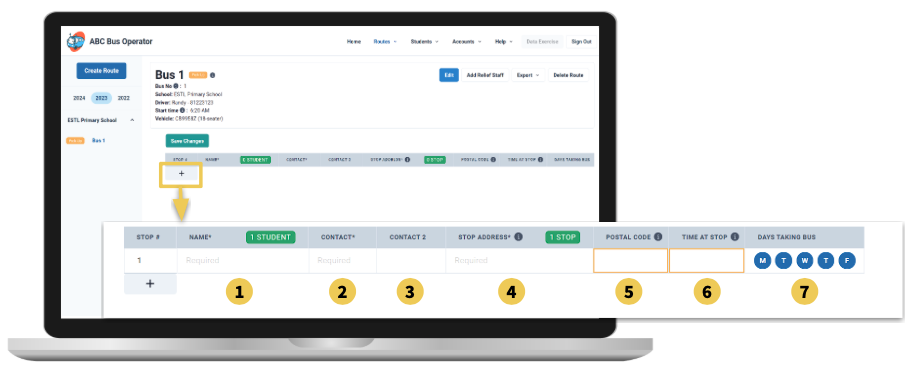 ABC Bus Operator
Home Routes Students Accounts Help Data Exercise Sign Out
Create Route
2024 2023 2022
ESTL Primary School
Bus 1
Bus 1
Bus No : 1
School: ESTL Primary School
Driver: Randy - 81223123
Start time : 6:20 AM
Vehicle: CB9958Z (18-seater)
Edit Add Relief Staff Export Delete Route
Save Changes
STOP # NAME* 0 STUDENT CONTACT* CONTACT 2 STOP ADDRESS* 0 STOP POSTAL CODE TIME AT STOP DAYS TAKING BUS
+
STOP # NAME* 1 STUDENT CONTACT* CONTACT 2 STOP ADDRESS* 1 STOP POSTAL CODE TIME AT STOP DAYS TAKING BUS
1 Required Required Required M T W T F
+
1 2 3 4 5 6 7